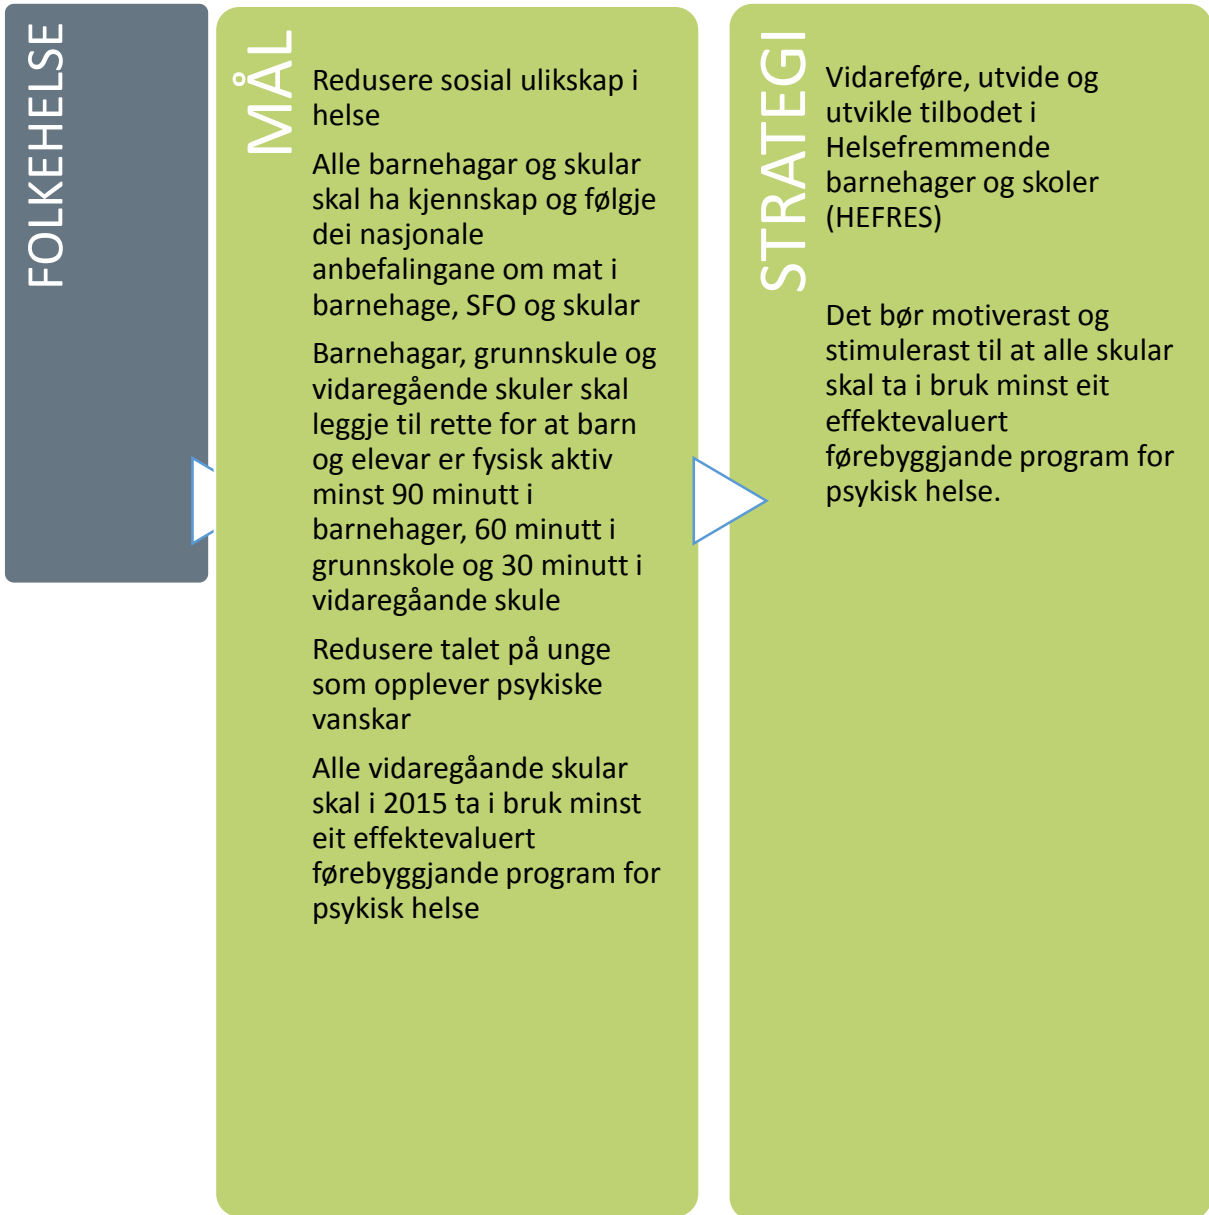 FOLKEHELSE
MÅL
Redusere sosial ulikskap i
helse
Alle barnehagar og skular
skal ha kjennskap og følgje
dei nasjonale
anbefalingane om mat i
barnehage, SFO og skular
Barnehagar, grunnskule og
vidaregående skuler skal
leggje til rette for at barn
og elevar er fysisk aktiv
minst 90 minutt i
barnehager, 60 minutt i
grunnskole og 30 minutt i
vidaregåande skule
Redusere talet på unge
som opplever psykiske
vanskar
Alle vidaregåande skular
skal i 2015 ta i bruk minst
eit effektevaluert
førebyggjande program for
psykisk helse
STRATEGI
Vidareføre, utvide og
utvikle tilbodet i
Helsefremmende
barnehager og skoler
(HEFRES)
Det bør motiverast og
stimulerast til at alle skular
skal ta i bruk minst eit
effektevaluert
førebyggjande program for
psykisk helse.